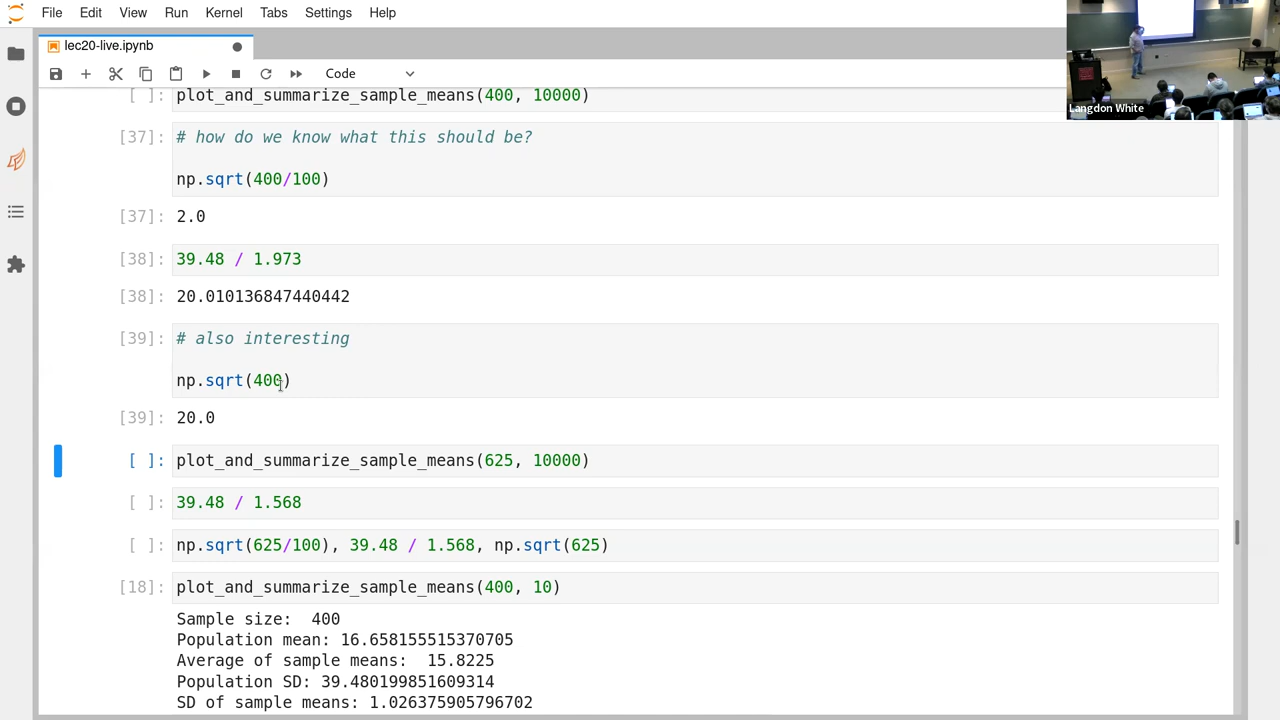 File Edit View Run Kernel Tabs Settings Help
lec20-live.ipynb
Code
Langdon White
[ ]: plot_and_summarize_sample_means(400, 10000)
[37]: # how do we know what this should be?
np.sqrt(400/100)
[37]: 2.0
[38]: 39.48 / 1.973
[38]: 20.010136847440442
[39]: # also interesting
np.sqrt(400)
[39]: 20.0
[ ]: plot_and_summarize_sample_means(625, 10000)
[ ]: 39.48 / 1.568
[ ]: np.sqrt(625/100), 39.48 / 1.568, np.sqrt(625)
[18]: plot_and_summarize_sample_means(400, 10)
Sample size:  400
Population mean: 16.658155515370705
Average of sample means:  15.8225
Population SD: 39.480199851609314
SD of sample means: 1.026375905796702